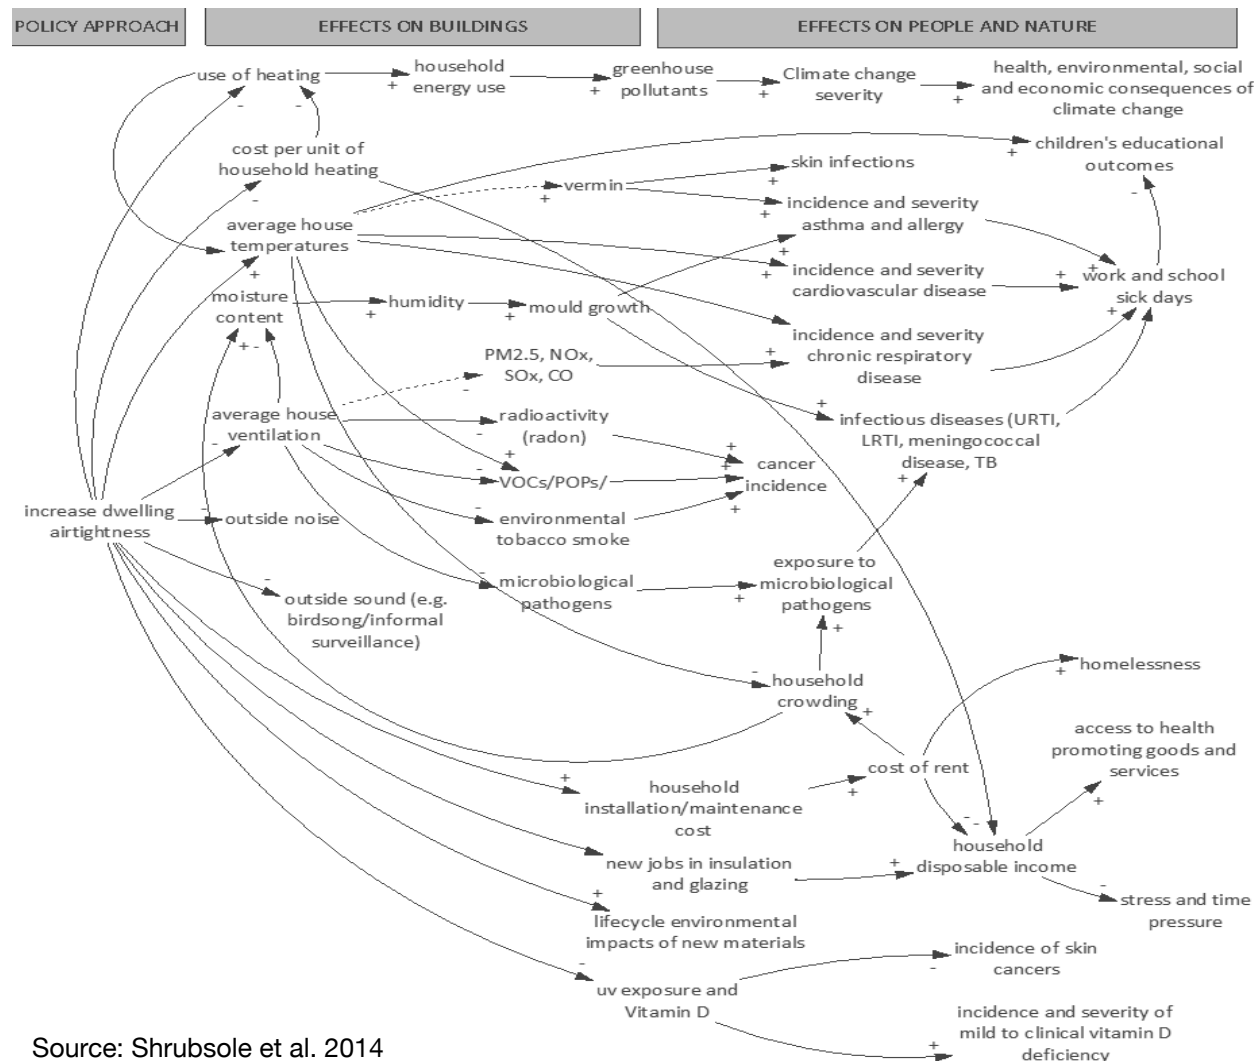 POLICY APPROACH
EFFECTS ON BUILDINGS
EFFECTS ON PEOPLE AND NATURE
use of heating
household
energy use
greenhouse
pollutants
Climate change
severity
health, environmental, social
and economic consequences of
climate change
cost per unit of
household heating
children's educational
outcomes
skin infections
vermin
incidence and severity
asthma and allergy
average house
temperatures
incidence and severity
cardiovascular disease
work and school
sick days
moisture
content
humidity
mould growth
incidence and severity
chronic respiratory
disease
PM2.5, NOx,
SOx, CO
average house
ventilation
radioactivity
(radon)
infectious diseases (URTI,
LRTI, meningococcal
disease, TB
cancer
incidence
VOCs/POPs/
increase dwelling
airtightness
outside noise
environmental
tobacco smoke
exposure to
microbiological
pathogens
microbiological
pathogens
outside sound (e.g.
birdsong/informal
surveillance)
household
crowding
homelessness
access to health
promoting goods and
services
cost of rent
household
installation/maintenance
cost
household
disposable income
new jobs in insulation
and glazing
stress and time
pressure
lifecycle environmental
impacts of new materials
incidence of skin
cancers
uv exposure and
Vitamin D
incidence and severity of
mild to clinical vitamin D
deficiency
Source: Shrubsole et al. 2014